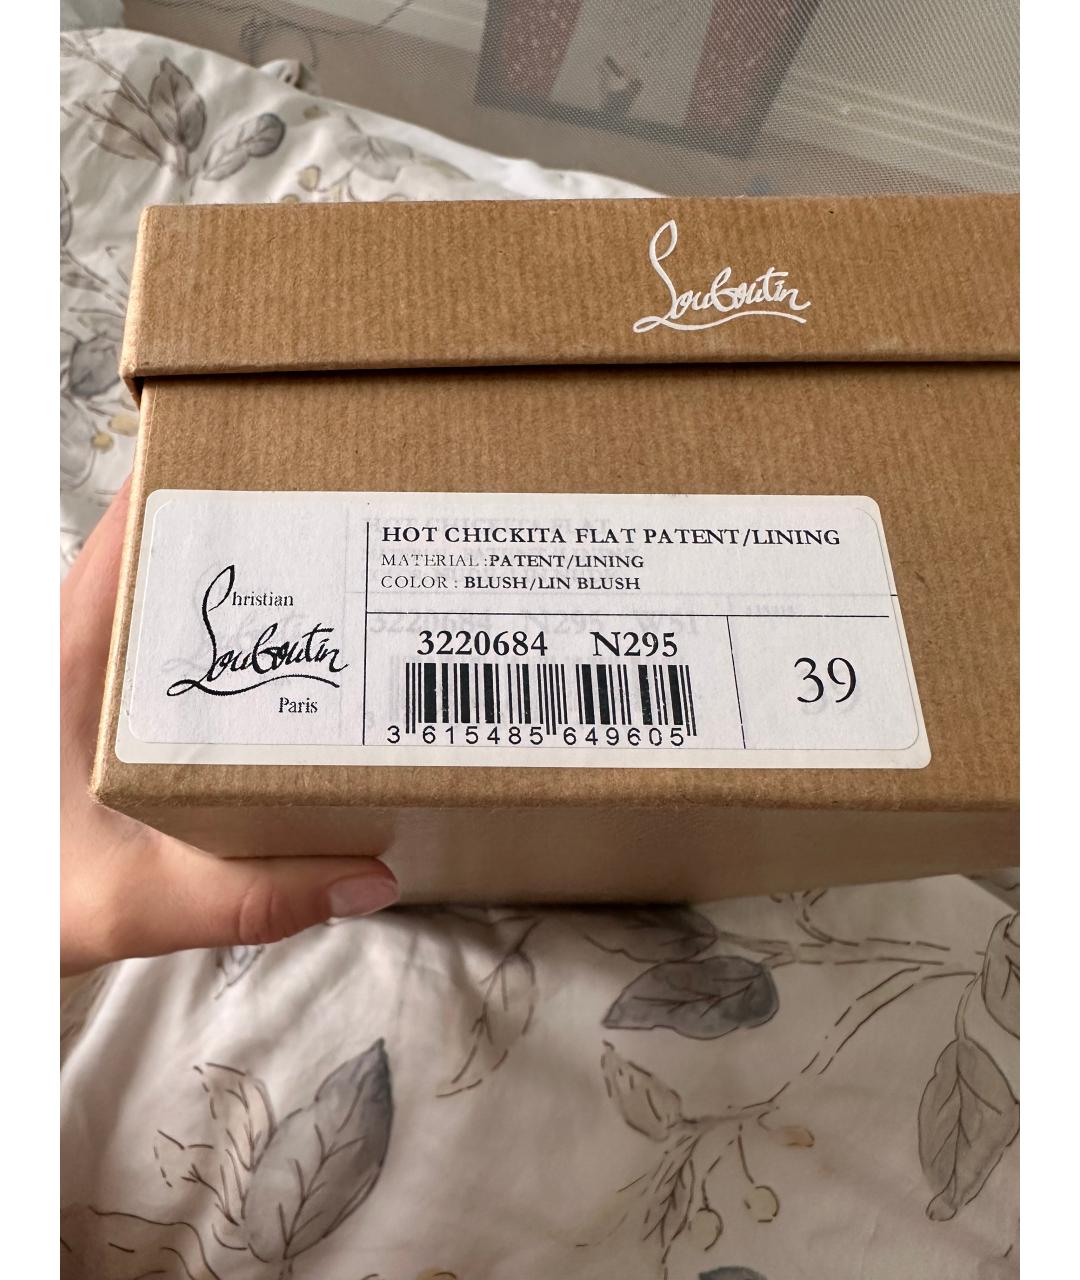 Louboutin
HOT CHICKITA FLAT PATENT/LINING
MATERIAL :PATENT/LINING
COLOR : BLUSH/LIN BLUSH
Christian
Louboutin
Paris
3220684 N295
3 615485 649605
39